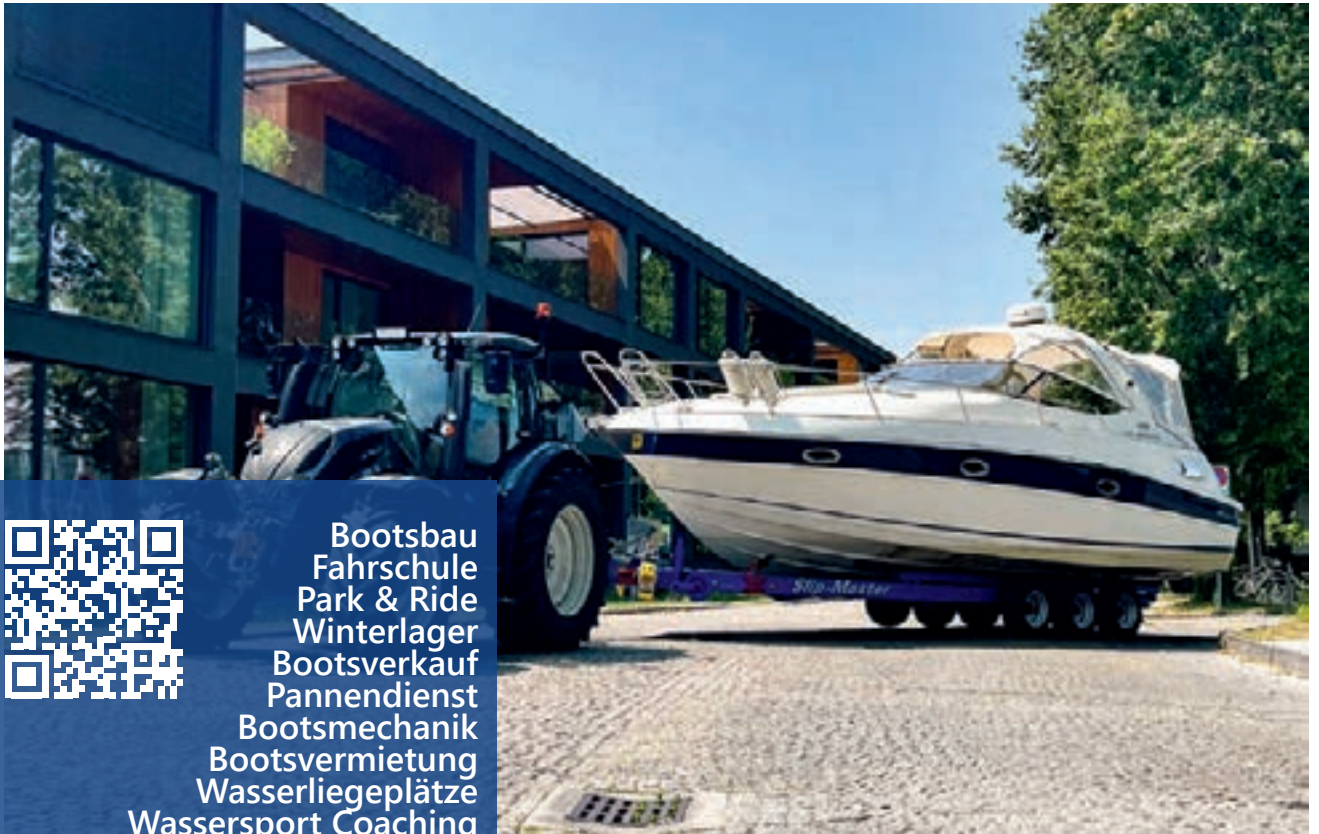 Slip-Master
Bootsbau
Fahrschule
Park & Ride
Winterlager
Bootsverkauf
Pannendienst
Bootsmechanik
Bootsvermietung
Wasserliegeplätze
Wassersport Coaching